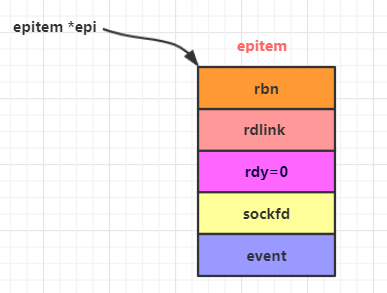 epitem *epi
epitem
rbn
rdlink
rdy=0
sockfd
event